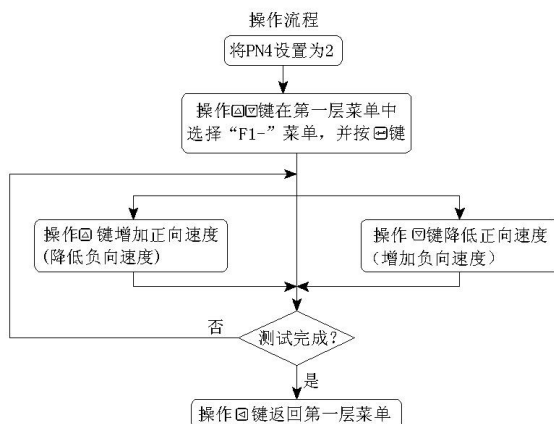 操作流程
将PN4设置为2
操作△▽键在第一层菜单中
选择“F1-”菜单,并按↵键
操作△键增加正向速度
(降低负向速度)
操作▽键降低正向速度
（增加负向速度）
否
测试完成?
是
操作◁键返回第一层菜单